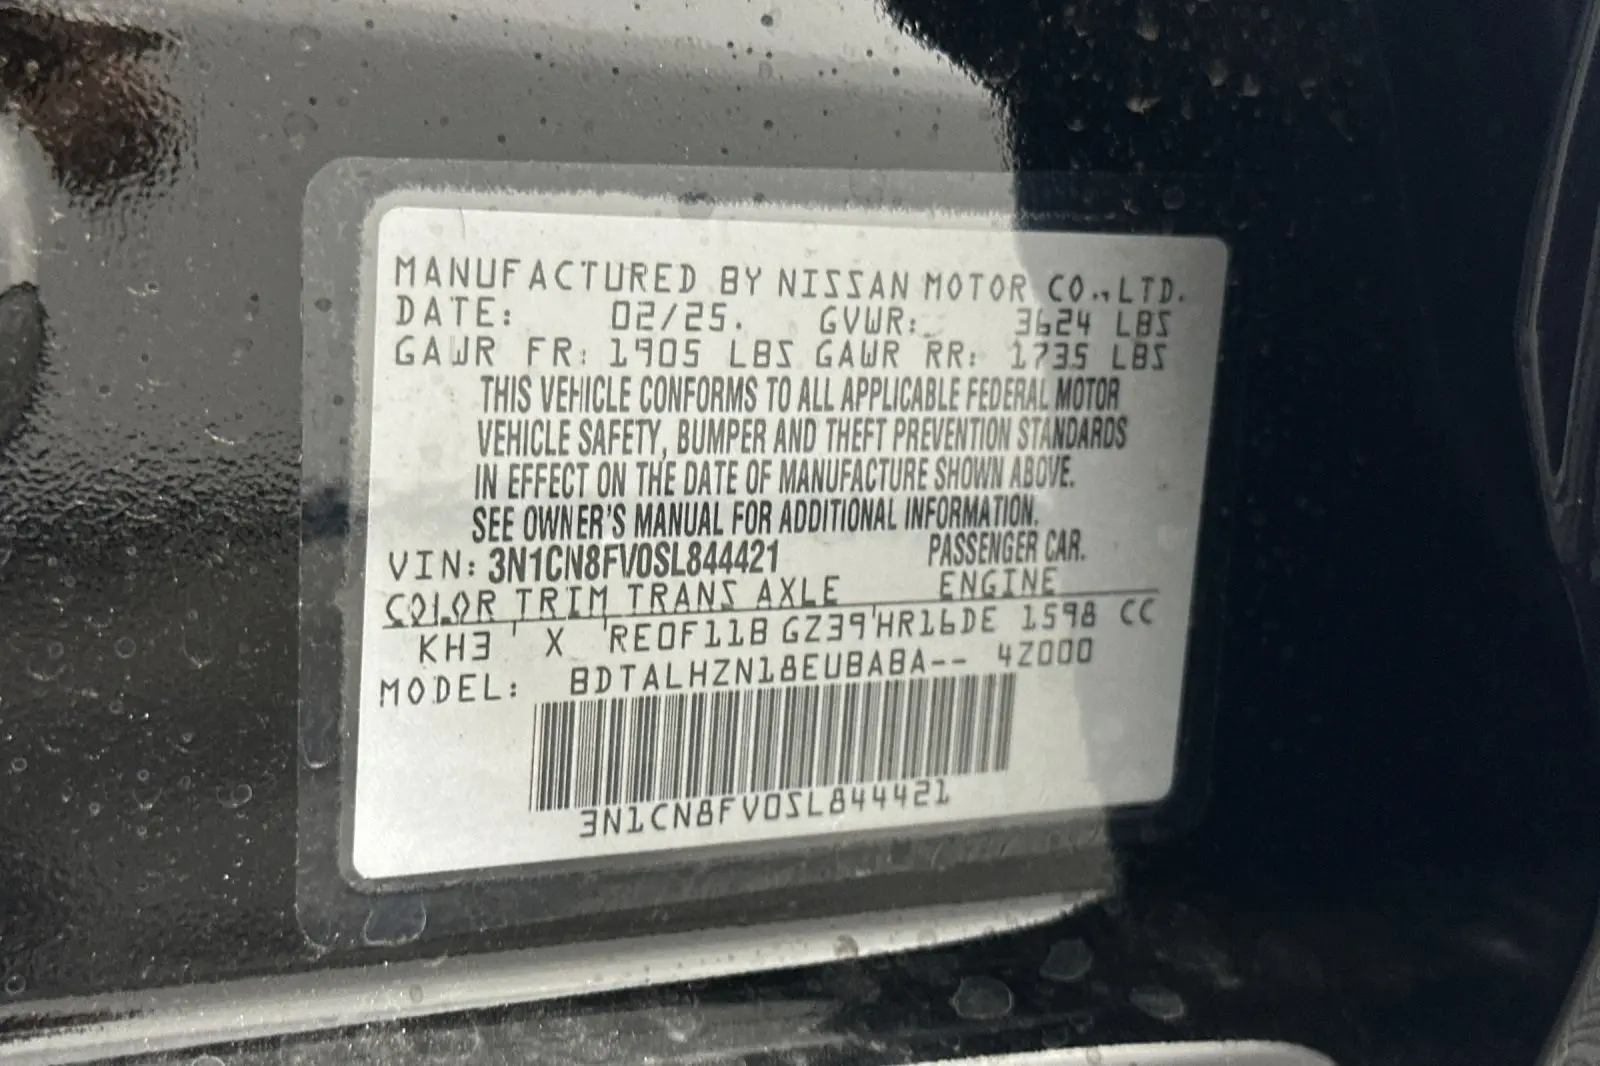 MANUFACTURED BY NISSAN MOTOR CO.,LTD.
DATE: 02/25. GVWR: 3624 LBS
GAWR FR: 1905 LBS GAWR RR: 1735 LBS
THIS VEHICLE CONFORMS TO ALL APPLICABLE FEDERAL MOTOR
VEHICLE SAFETY, BUMPER AND THEFT PREVENTION STANDARDS
IN EFFECT ON THE DATE OF MANUFACTURE SHOWN ABOVE.
SEE OWNER'S MANUAL FOR ADDITIONAL INFORMATION.
VIN: 3N1CN8FV0SL844421 PASSENGER CAR.
COLOR TRIM TRANS AXLE ENGINE
KH3 ' X 'RE0F11B GZ39'HR16DE 1598 CC
MODEL: BDTALHZN18EUBABA-- 4Z000
3N1CN8FV0SL844421